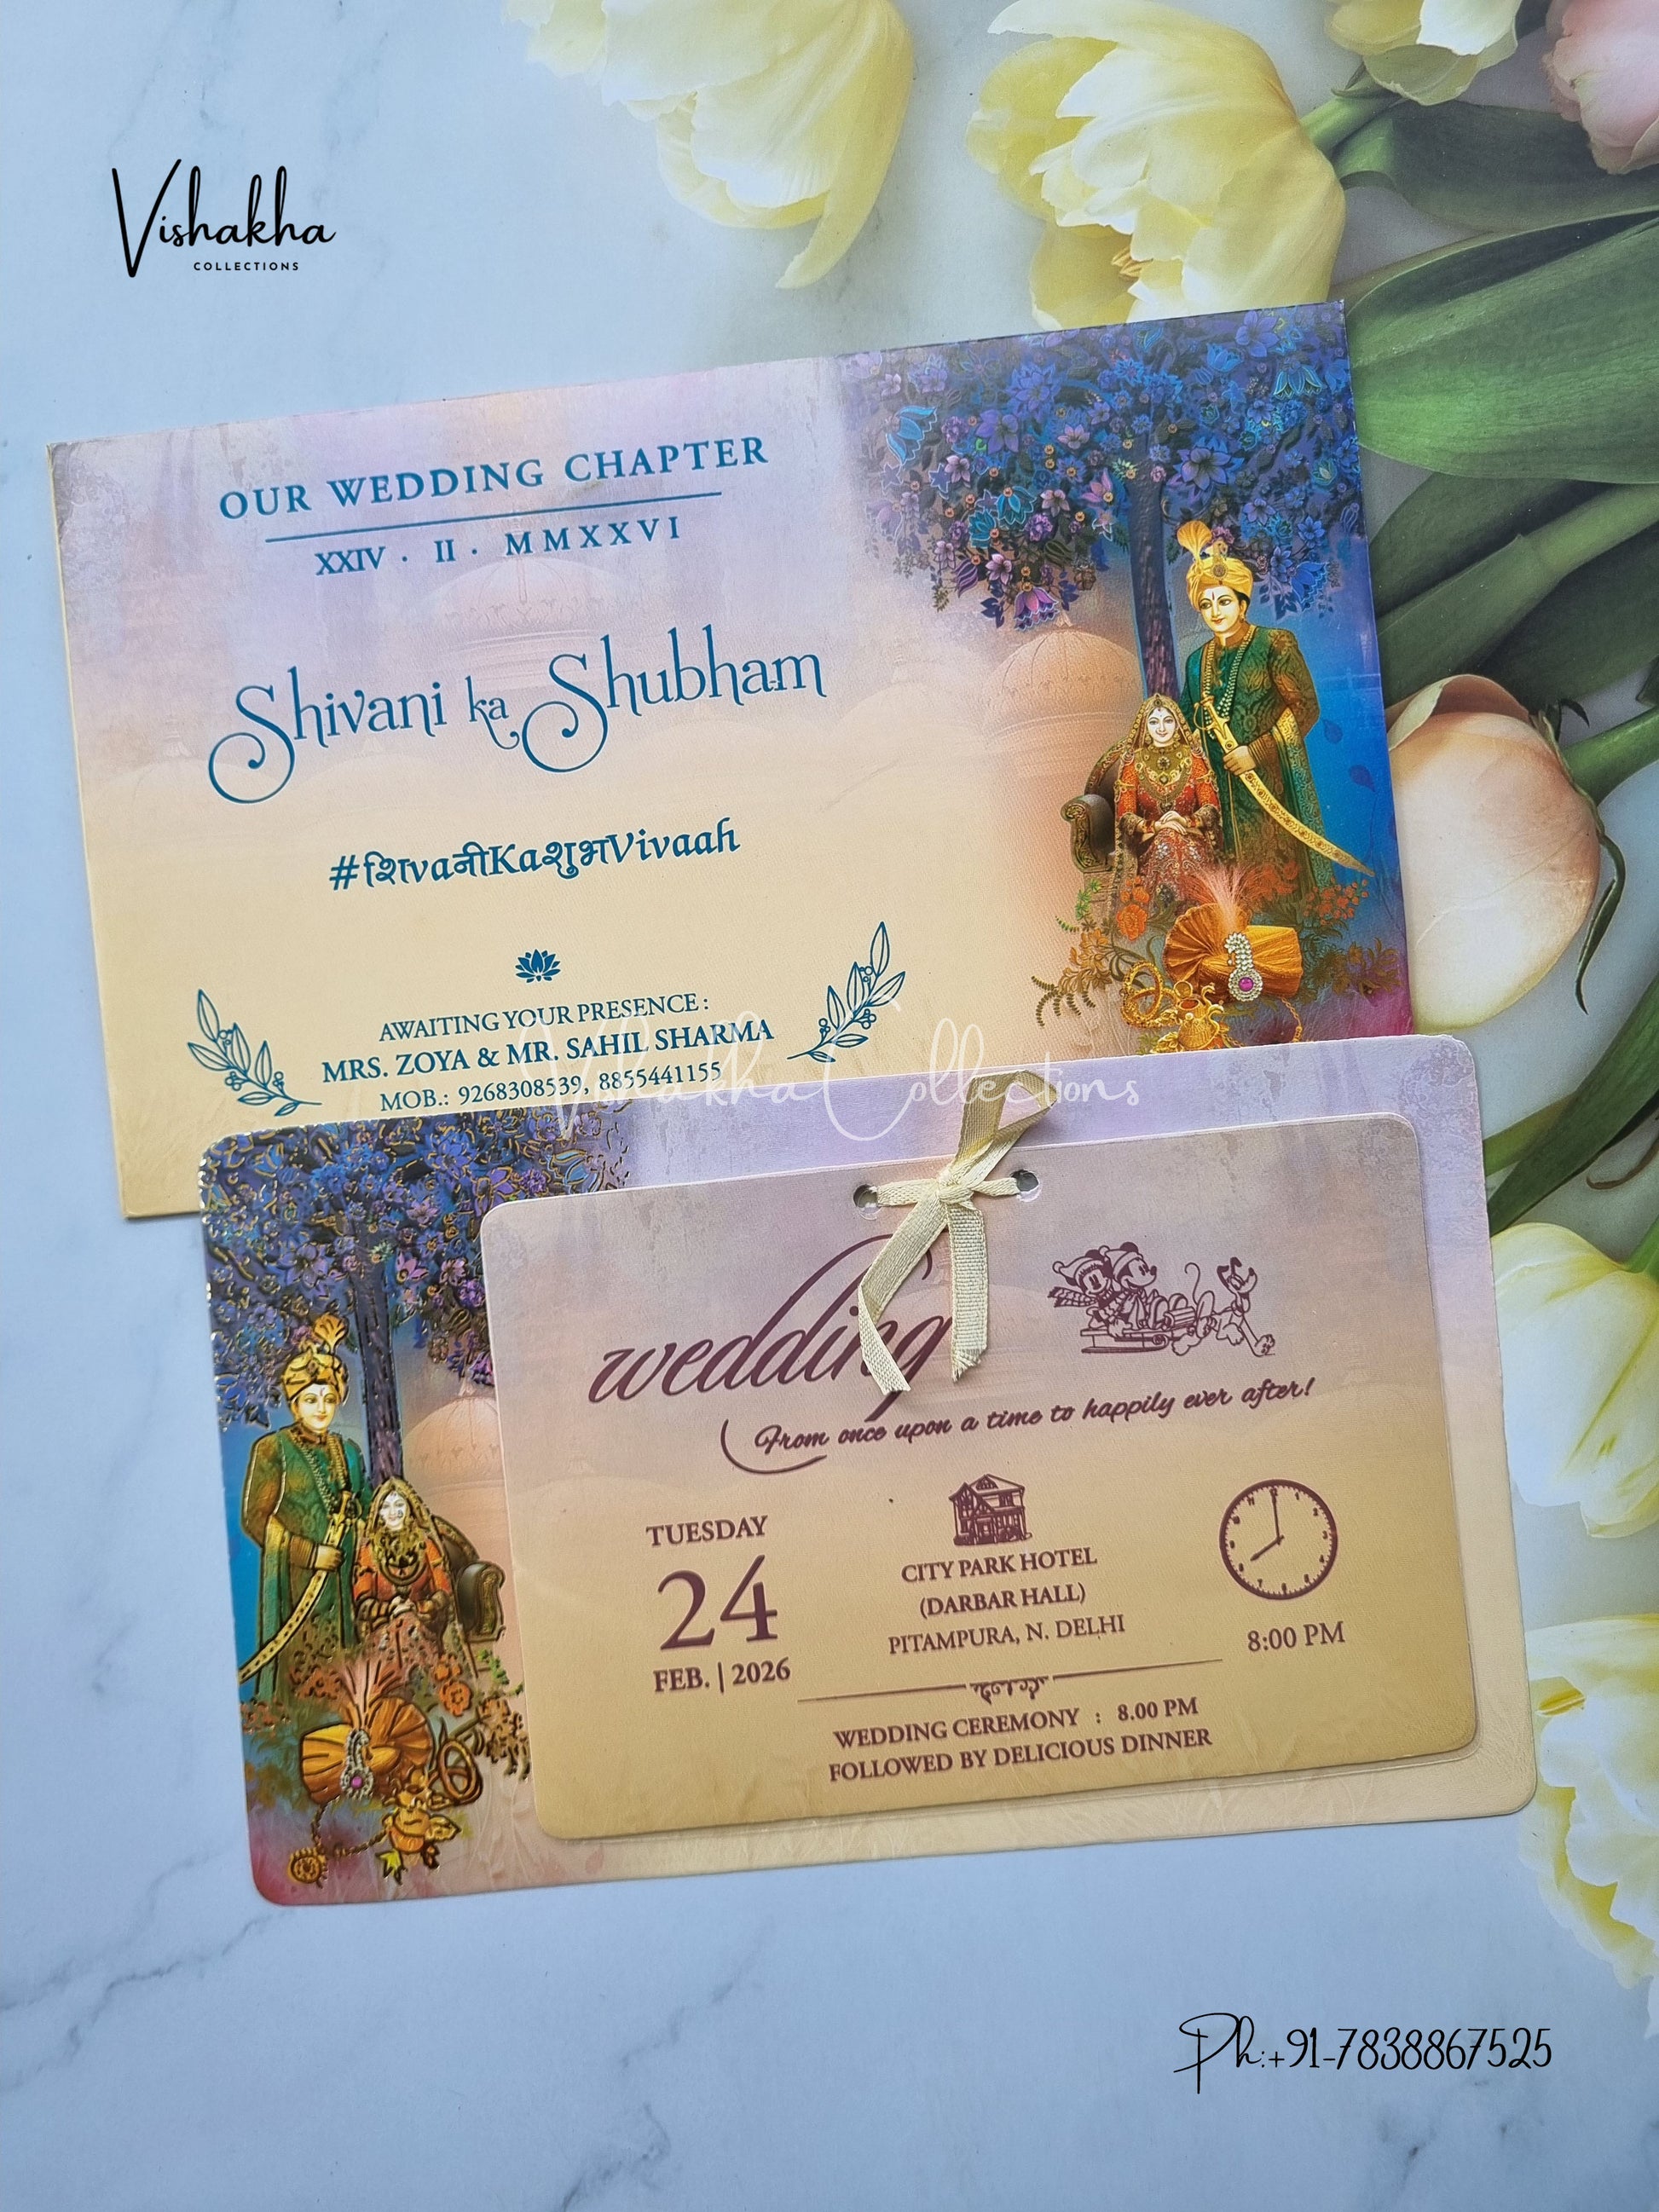 Vishakha
COLLECTIONS
OUR WEDDING CHAPTER
XXIV . II . MMXXVI
Shivani ka Shubham
#शिvaनीKaशुभVivaah
AWAITING YOUR PRESENCE :
MRS. ZOYA & MR. SAHIL SHARMA
MOB.: 9268308539, 8855441155
Vishakha Collections
wedding
From once upon a time to happily ever after!
TUESDAY
24
FEB. | 2026
CITY PARK HOTEL
(DARBAR HALL)
PITAMPURA, N. DELHI
8:00 PM
WEDDING CEREMONY : 8.00 PM
FOLLOWED BY DELICIOUS DINNER
Ph:+91-7838867525